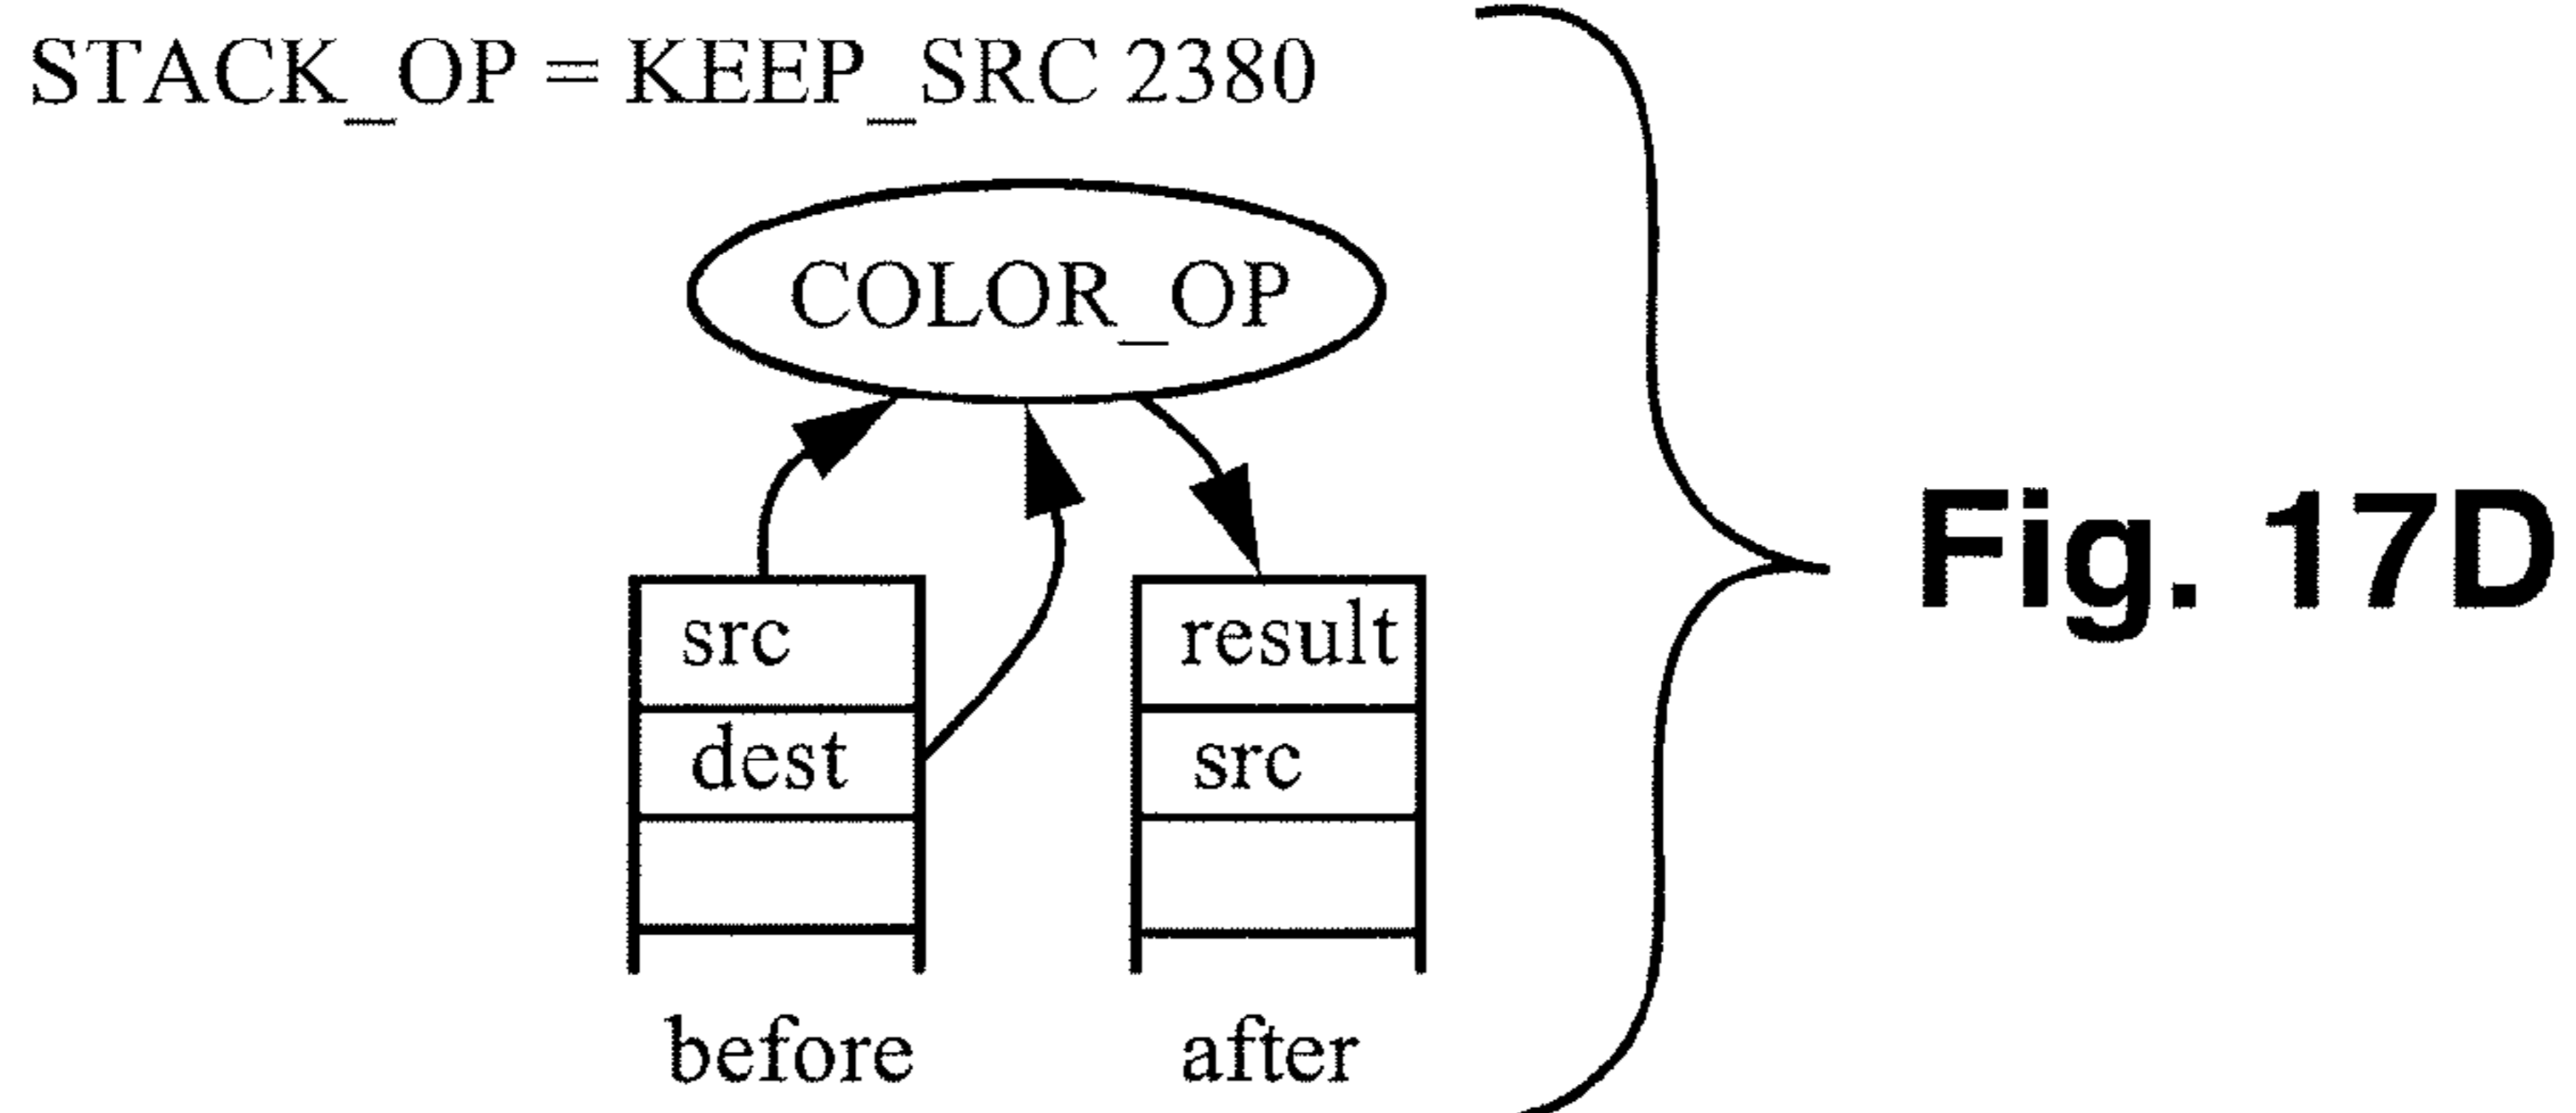 STACK_OP = KEEP_SRC 2380
COLOR_OP
src
dest
result
src
before
after
Fig. 17D